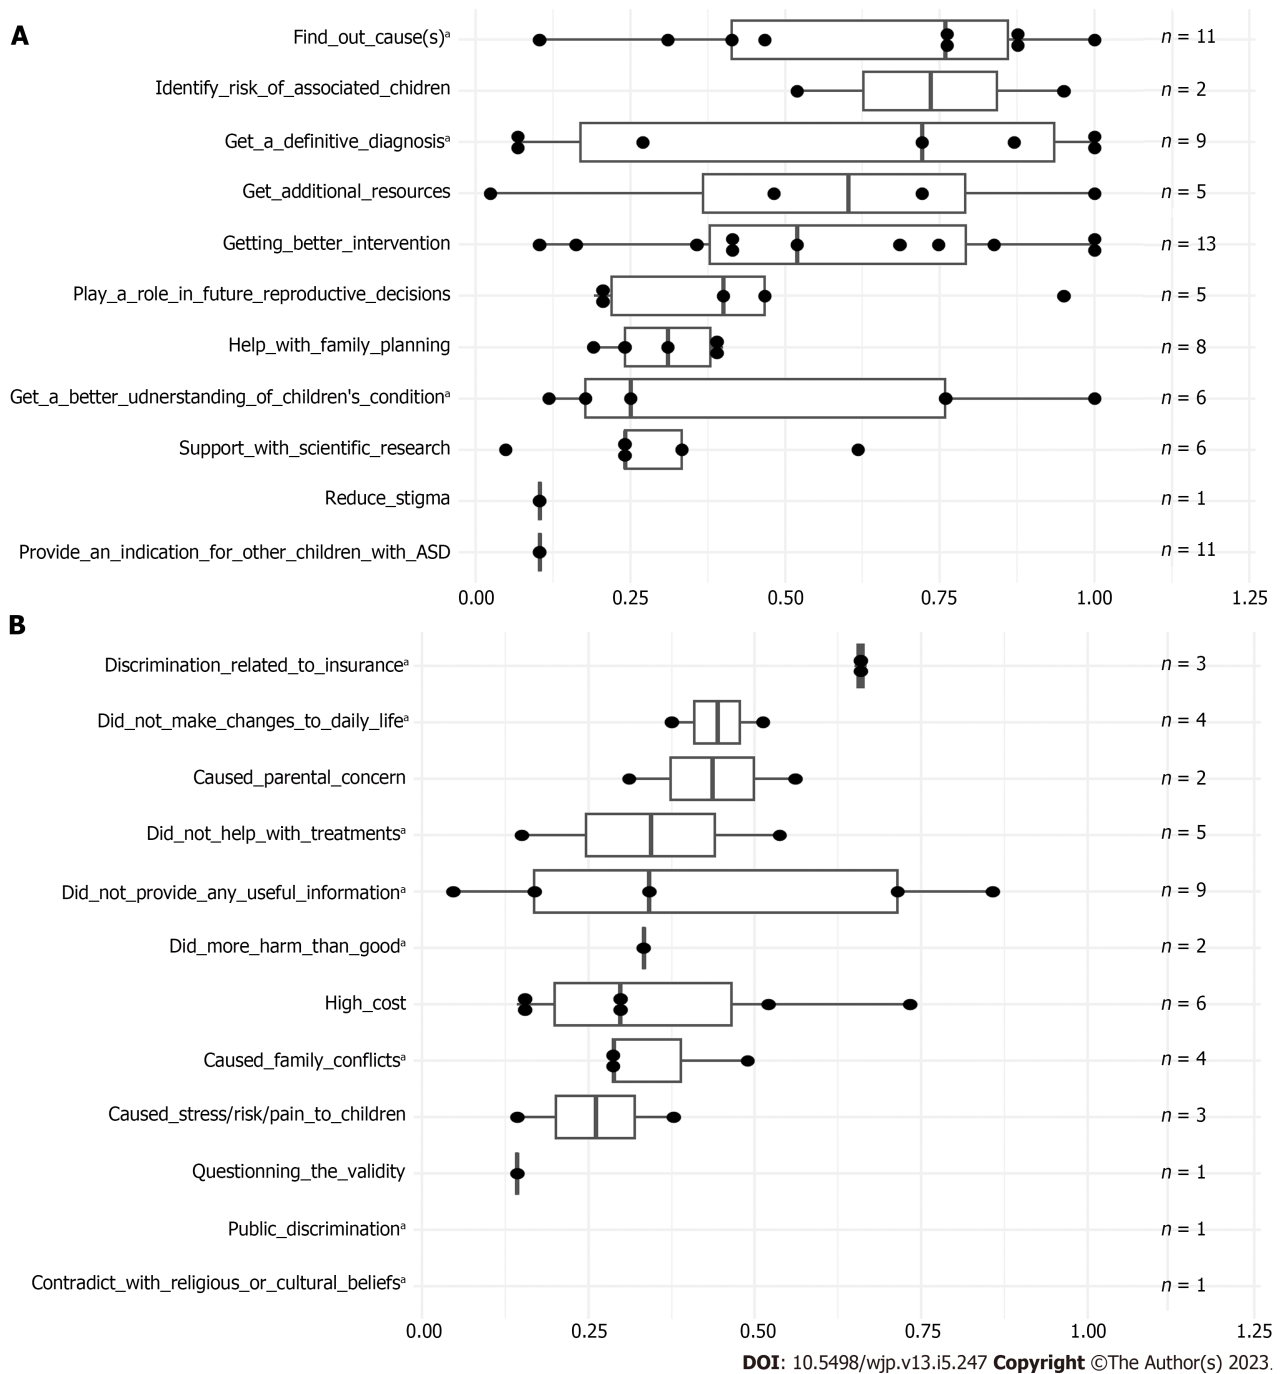 A
Find_out_cause(s)ᵃ n = 11
Identify_risk_of_associated_chidren n = 2
Get_a_definitive_diagnosisᵃ n = 9
Get_additional_resources n = 5
Getting_better_intervention n = 13
Play_a_role_in_future_reproductive_decisions n = 5
Help_with_family_planning n = 8
Get_a_better_udnerstanding_of_children's_conditionᵃ n = 6
Support_with_scientific_research n = 6
Reduce_stigma n = 1
Provide_an_indication_for_other_children_with_ASD n = 11
0.00 0.25 0.50 0.75 1.00 1.25
B
Discrimination_related_to_insuranceᵃ n = 3
Did_not_make_changes_to_daily_lifeᵃ n = 4
Caused_parental_concern n = 2
Did_not_help_with_treatmentsᵃ n = 5
Did_not_provide_any_useful_informationᵃ n = 9
Did_more_harm_than_goodᵃ n = 2
High_cost n = 6
Caused_family_conflictsᵃ n = 4
Caused_stress/risk/pain_to_children n = 3
Questionning_the_validity n = 1
Public_discriminationᵃ n = 1
Contradict_with_religious_or_cultural_beliefsᵃ n = 1
0.00 0.25 0.50 0.75 1.00 1.25
DOI: 10.5498/wjp.v13.i5.247 Copyright ©The Author(s) 2023.